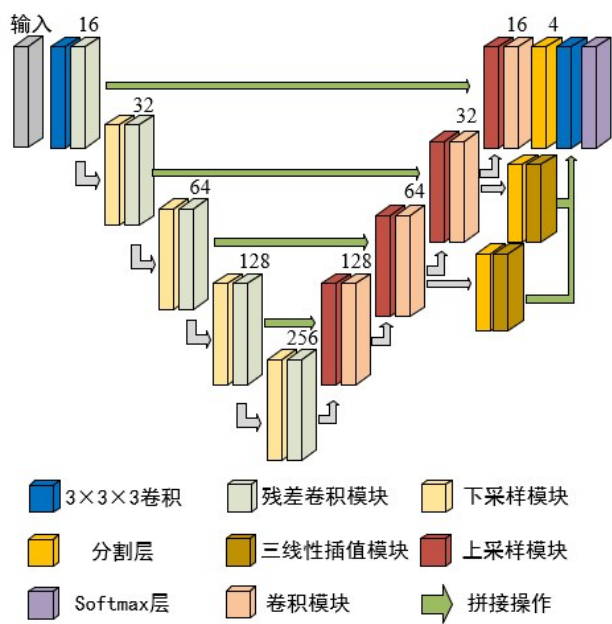 输入 16 16 4
32 32
64 64
128 128
256
3×3×3卷积 残差卷积模块 下采样模块
分割层 三线性插值模块 上采样模块
Softmax层 卷积模块 拼接操作